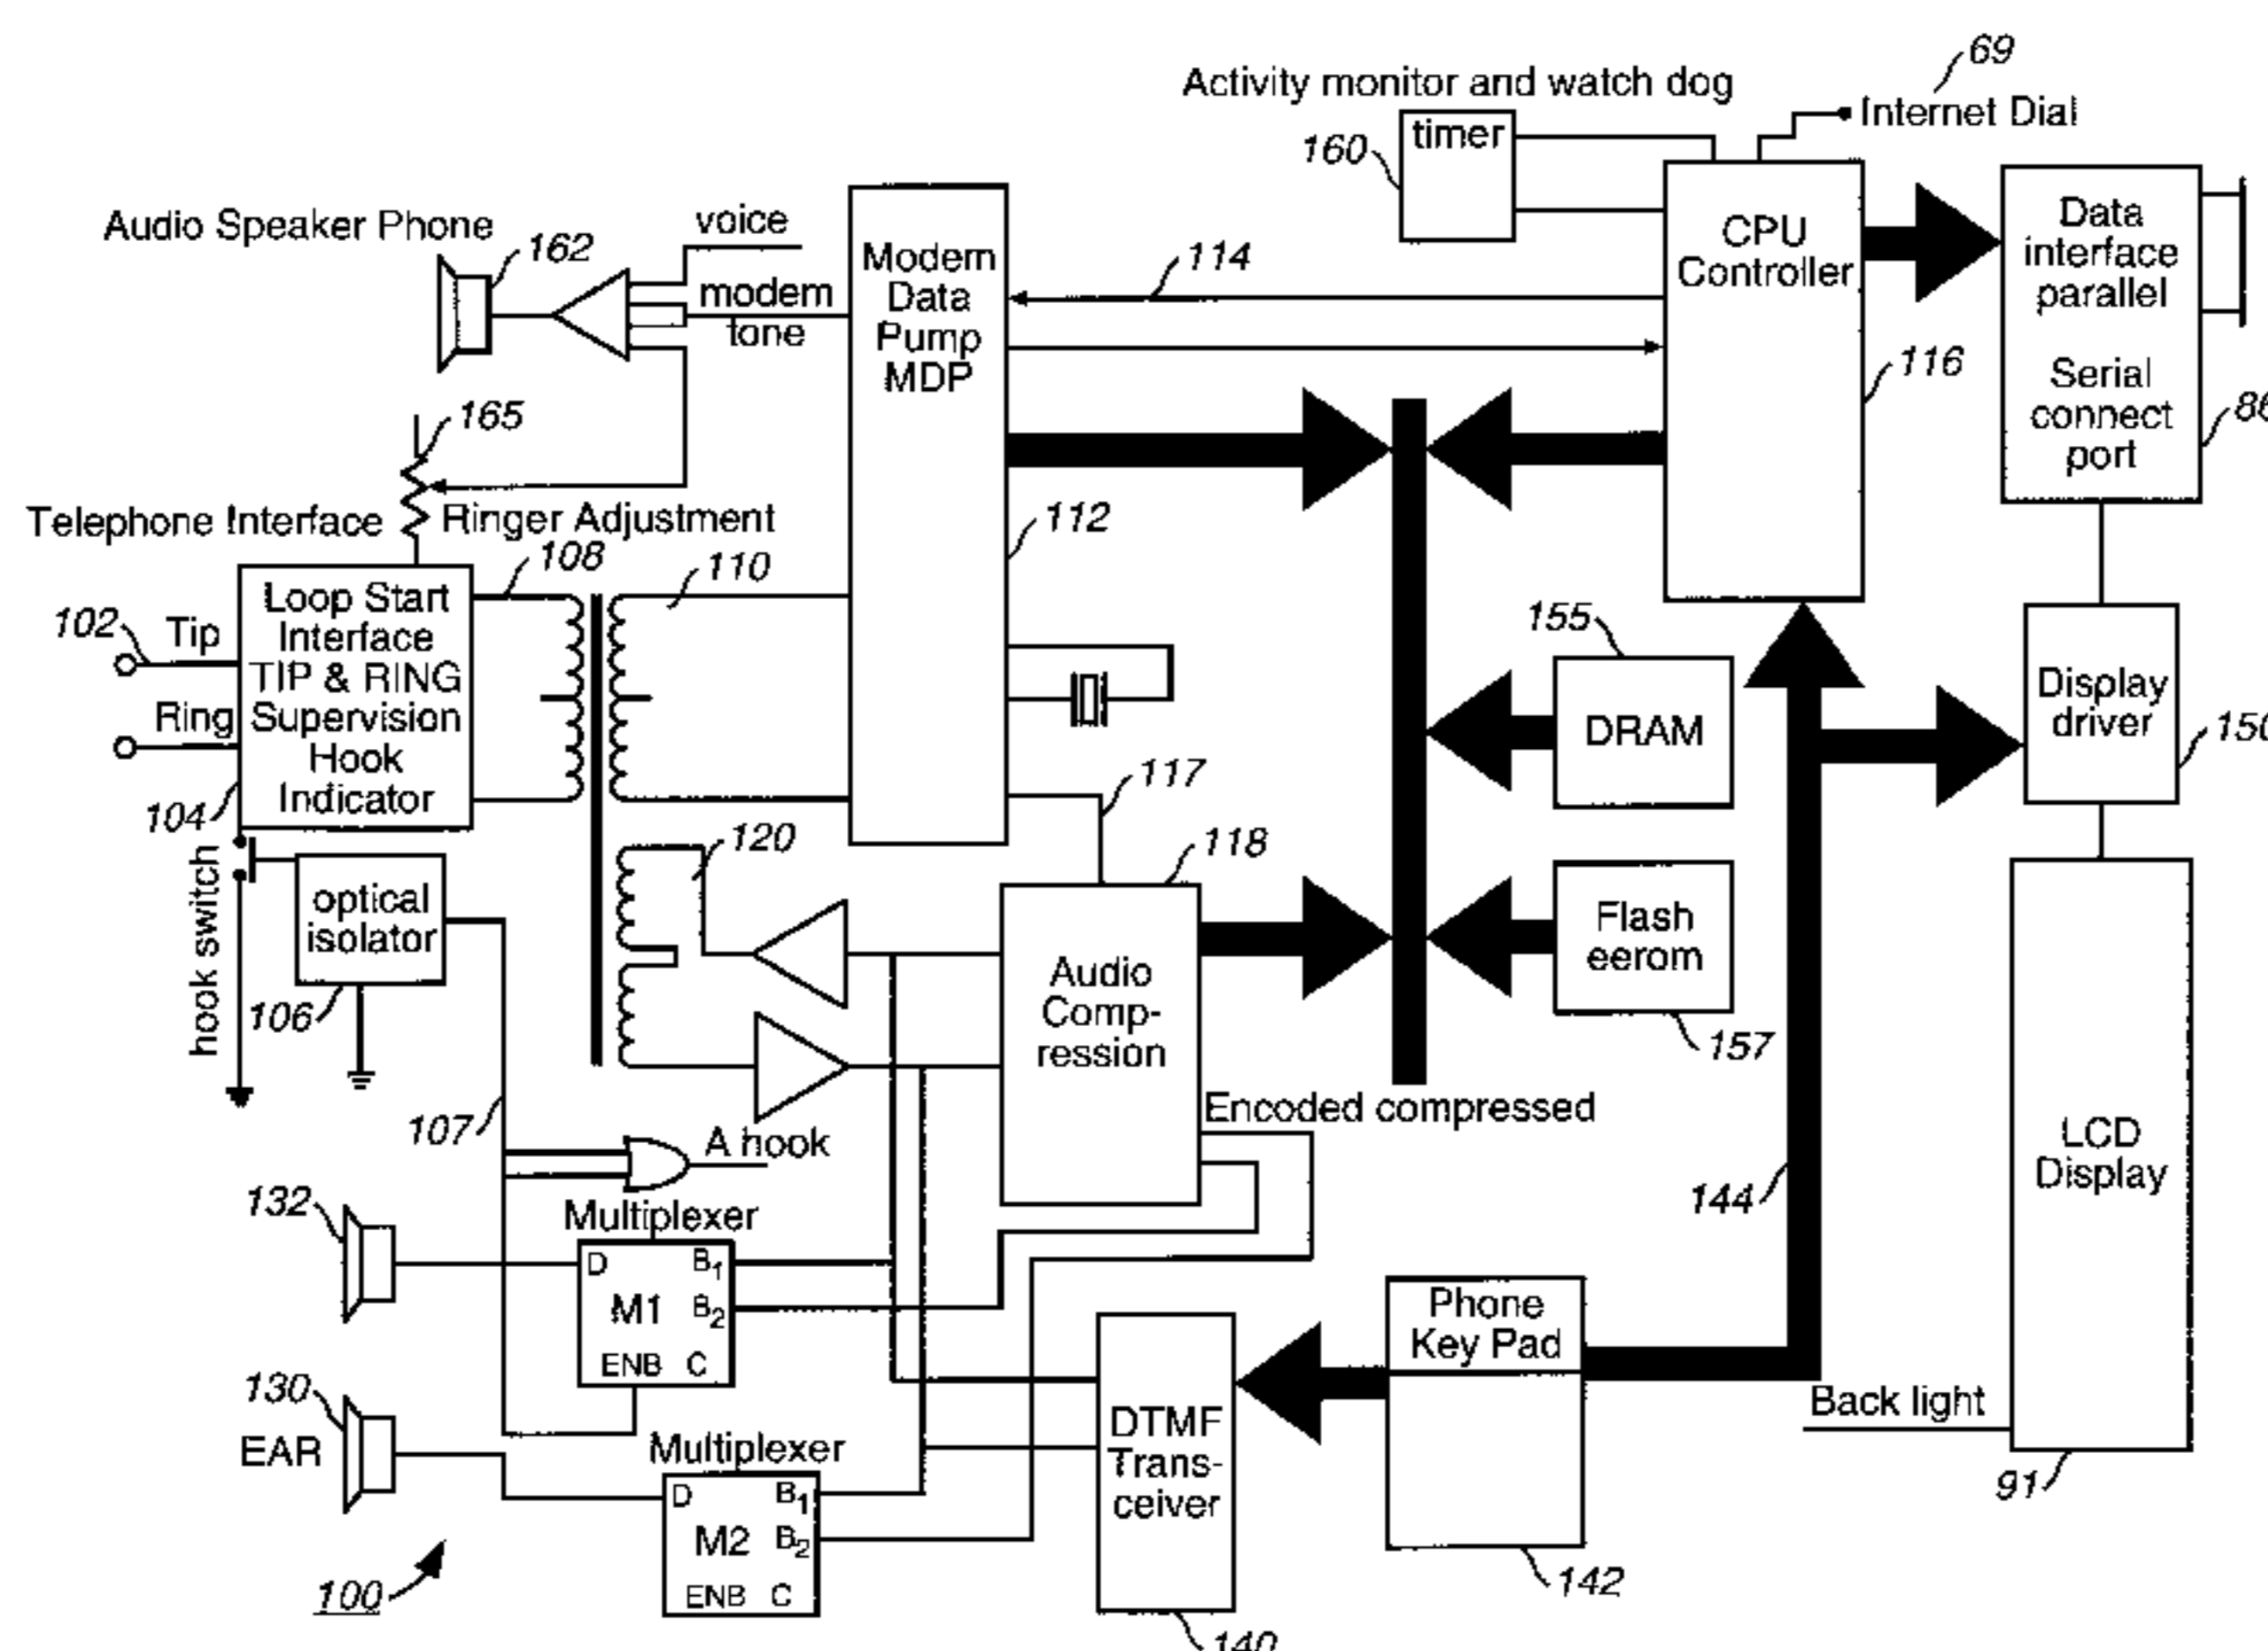 69
Activity monitor and watch dog
Internet Dial
timer
160
Audio Speaker Phone
voice
162
modem
tone
Modem
Data
Pump
MDP
114
CPU
Controller
Data
interface
parallel
Serial
connect
port
116
165
Telephone Interface
Ringer Adjustment
108
110
112
102
Tip
Ring
Loop Start
Interface
TIP & RING
Supervision
Hook
Indicator
104
155
DRAM
Display
driver
117
120
118
hook switch
optical
isolator
106
Audio
Comp-
ression
Flash
eerom
157
Encoded compressed
107
A hook
LCD
Display
144
132
Multiplexer
D
B1
M1
B2
ENB C
Phone
Key Pad
130
EAR
Multiplexer
D
B1
M2
B2
ENB C
DTMF
Trans-
ceiver
Back light
91
100
142
140